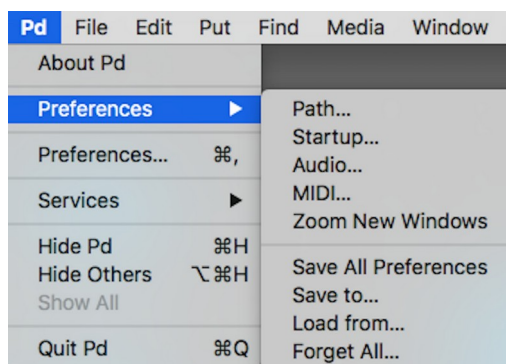 Pd File Edit Put Find Media Window
About Pd
Preferences ▶
Preferences... ⌘,
Services ▶
Hide Pd ⌘H
Hide Others ⌥⌘H
Show All
Quit Pd ⌘Q
Path...
Startup...
Audio...
MIDI...
Zoom New Windows
Save All Preferences
Save to...
Load from...
Forget All...